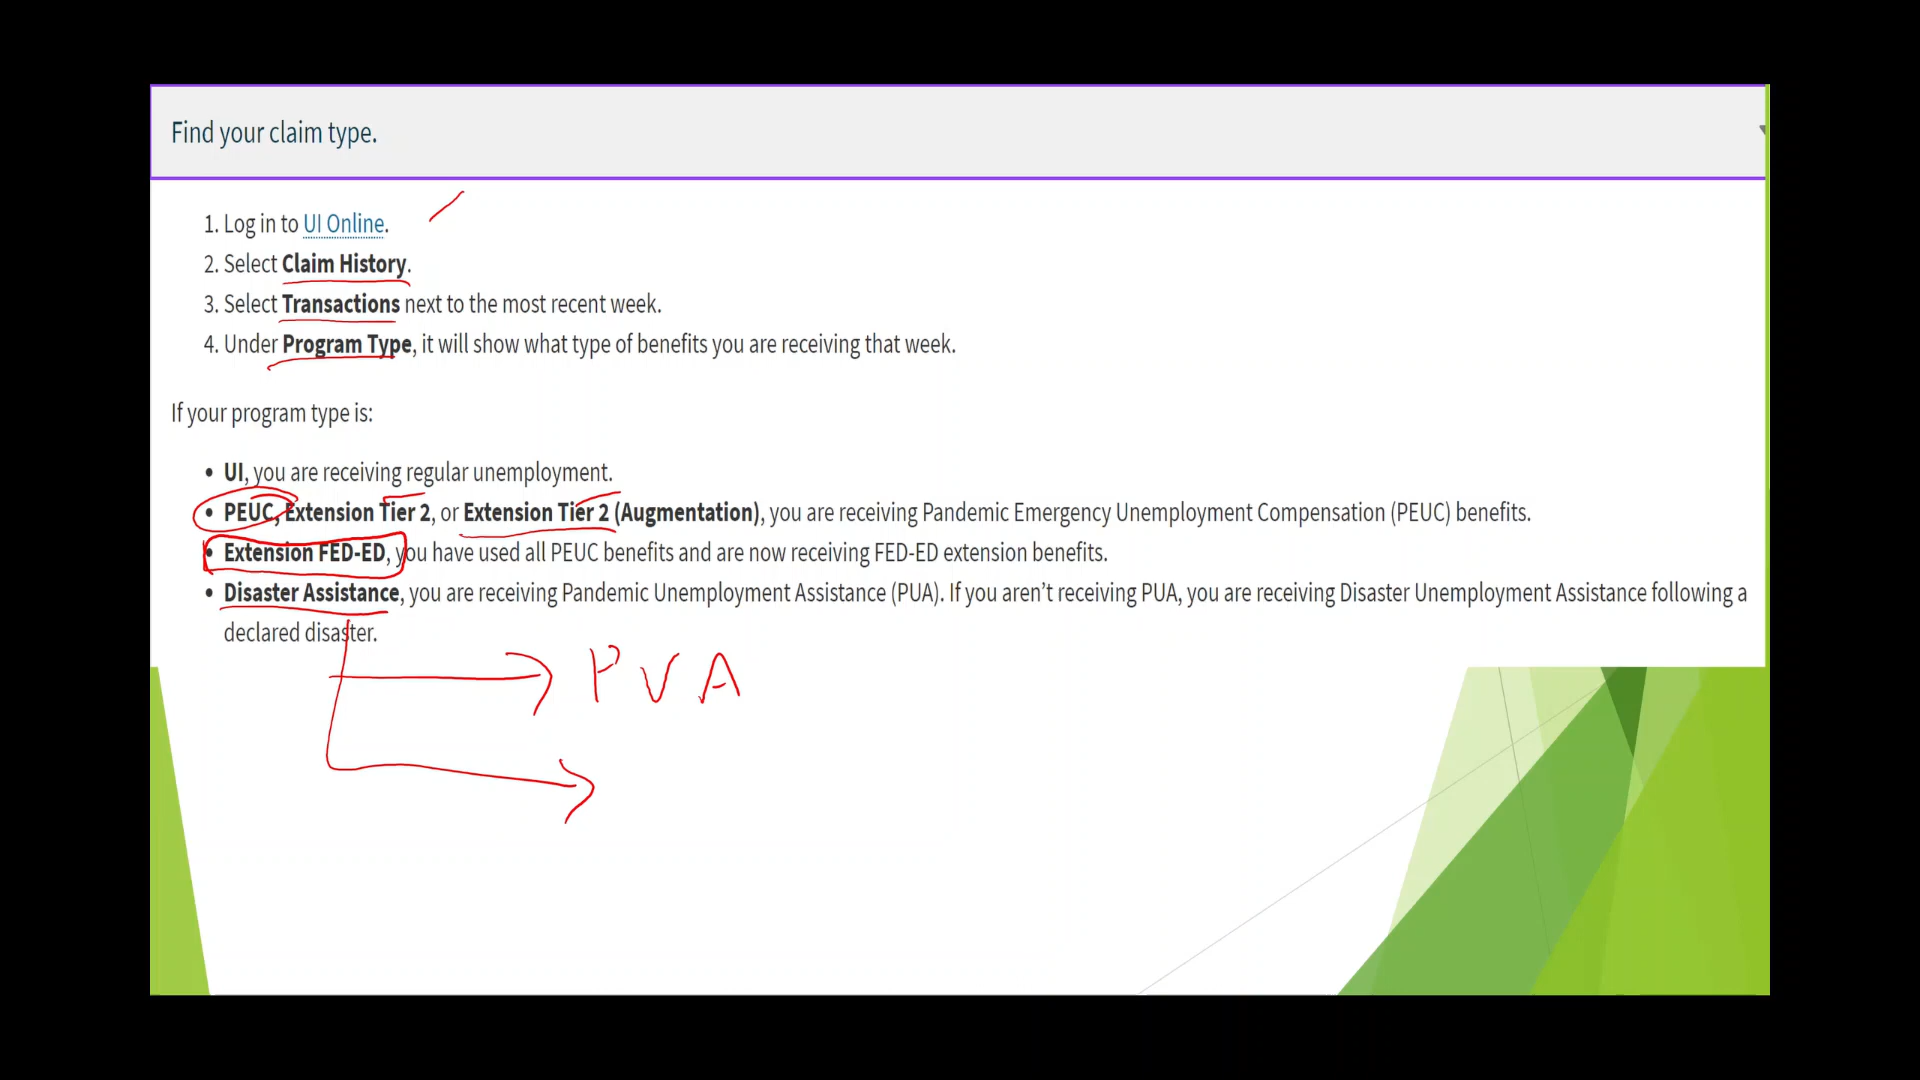 Find your claim type.
1. Log in to UI Online.
2. Select Claim History.
3. Select Transactions next to the most recent week.
4. Under Program Type, it will show what type of benefits you are receiving that week.
If your program type is:
• UI, you are receiving regular unemployment.
• PEUC, Extension Tier 2, or Extension Tier 2 (Augmentation), you are receiving Pandemic Emergency Unemployment Compensation (PEUC) benefits.
• Extension FED-ED, you have used all PEUC benefits and are now receiving FED-ED extension benefits.
• Disaster Assistance, you are receiving Pandemic Unemployment Assistance (PUA). If you aren’t receiving PUA, you are receiving Disaster Unemployment Assistance following a
declared disaster.
PUA